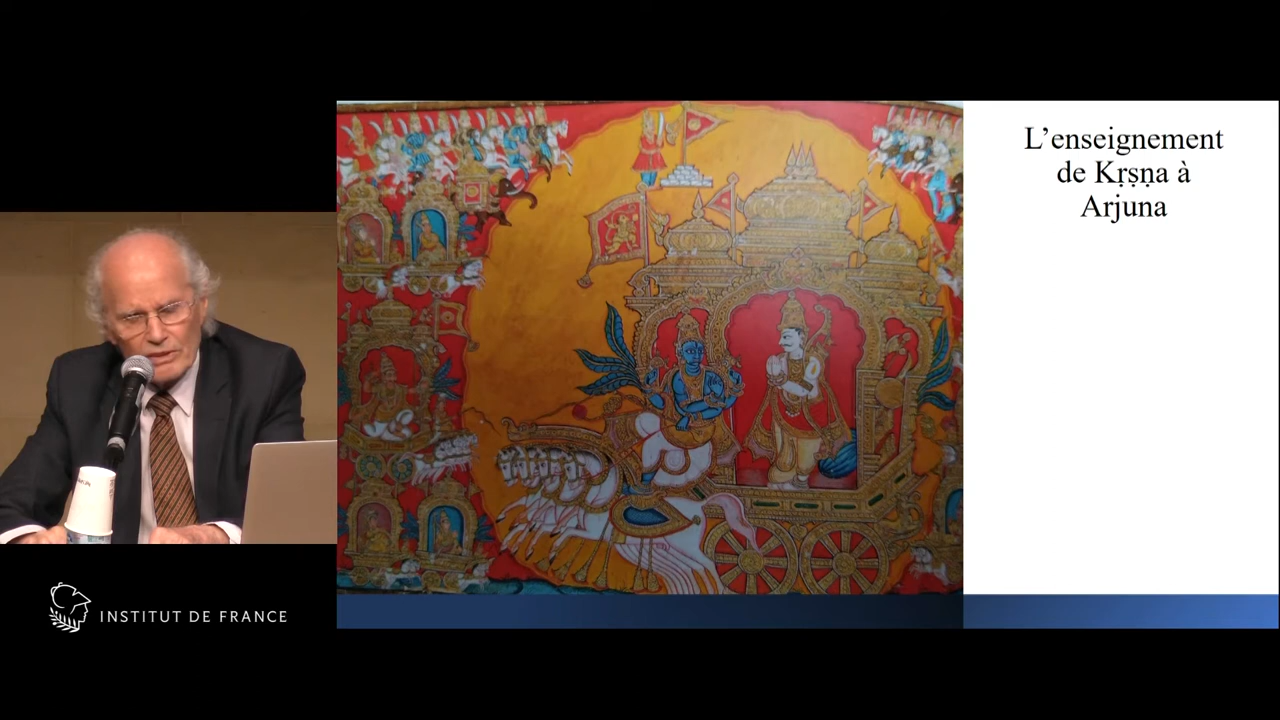 L’enseignement
de Kṛṣṇa à
Arjuna
INSTITUT DE FRANCE